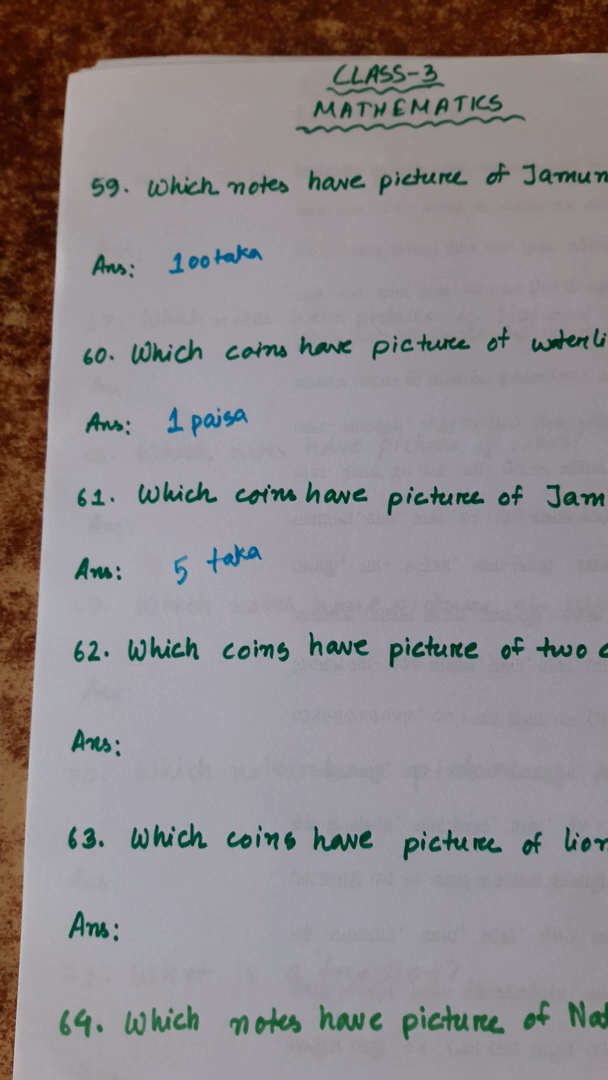 CLASS-3
MATHEMATICS
59. Which notes have picture of Jamun
Ans: 100 taka
60. Which coins have picture of waterli
Ans: 1 paisa
61. Which coins have picture of Jam
Ans: 5 taka
62. Which coins have picture of two
Ans:
63. Which coins have picture of lion
Ans:
64. Which notes have picture of Nat